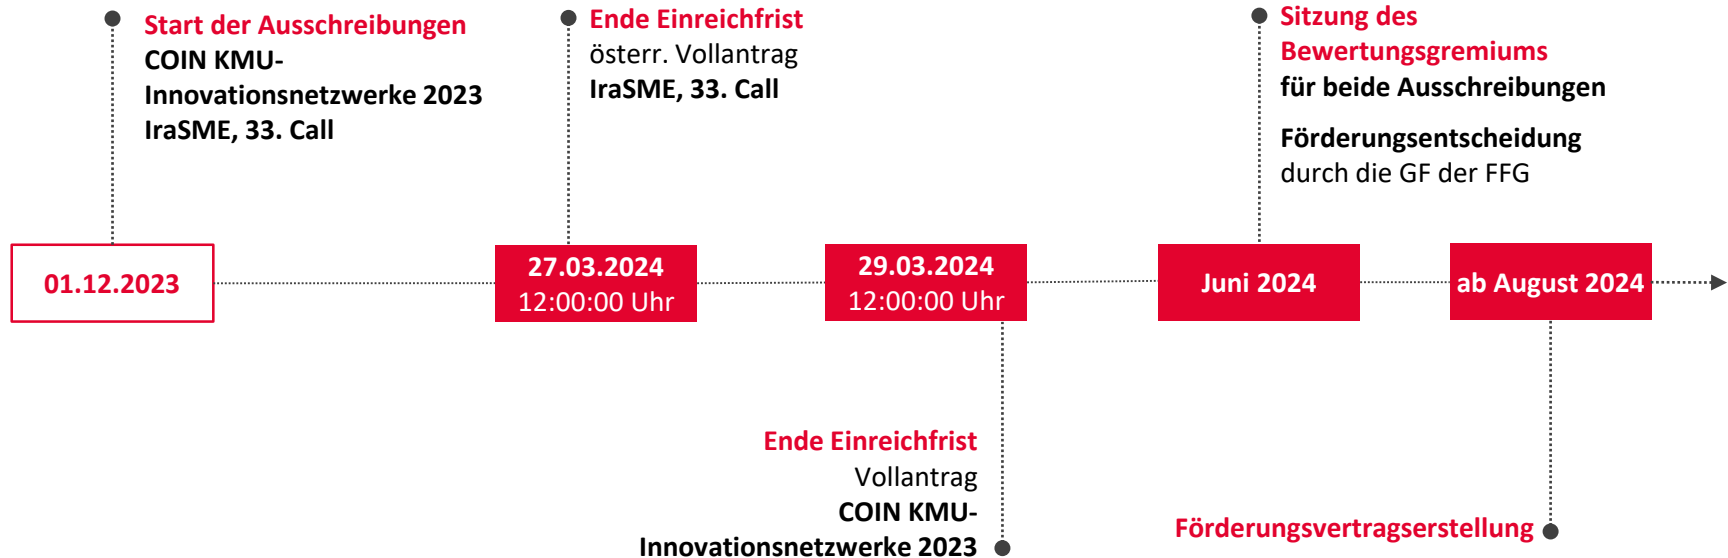 Start der Ausschreibungen
COIN KMU-
Innovationsnetzwerke 2023
IraSME, 33. Call
Ende Einreichfrist
österr. Vollantrag
IraSME, 33. Call
Sitzung des
Bewertungsgremiums
für beide Ausschreibungen
Förderungsentscheidung
durch die GF der FFG
01.12.2023
27.03.2024
12:00:00 Uhr
29.03.2024
12:00:00 Uhr
Juni 2024
ab August 2024
Ende Einreichfrist
Vollantrag
COIN KMU-
Innovationsnetzwerke 2023
Förderungsvertragserstellung